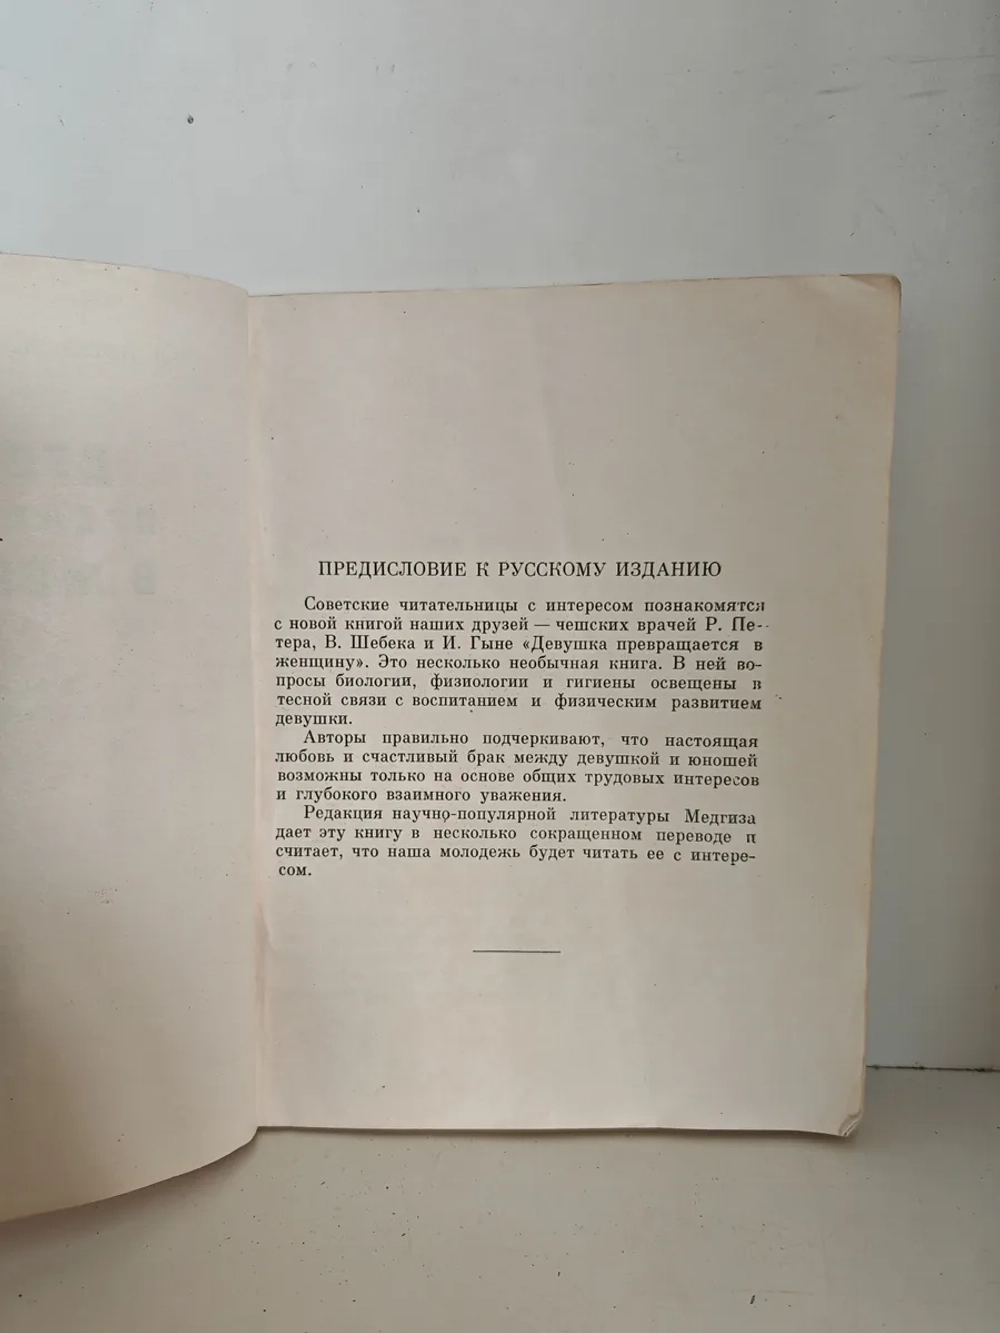 ПРЕДИСЛОВИЕ К РУССКОМУ ИЗДАНИЮ
Советские читательницы с интересом познакомятся
с новой книгой наших друзей — чешских врачей Р. Пе-
тера, В. Шебека и И. Гыне «Девушка превращается в
женщину». Это несколько необычная книга. В ней во-
просы биологии, физиологии и гигиены освещены в
тесной связи с воспитанием и физическим развитием
девушки.
Авторы правильно подчеркивают, что настоящая
любовь и счастливый брак между девушкой и юношей
возможны только на основе общих трудовых интересов
и глубокого взаимного уважения.
Редакция научно-популярной литературы Медгиза
дает эту книгу в несколько сокращенном переводе и
считает, что наша молодежь будет читать ее с интере-
сом.